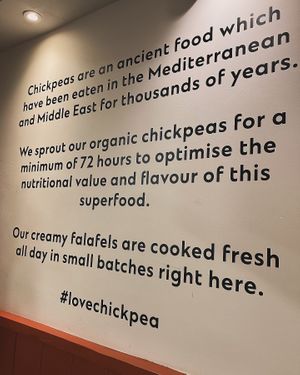 Chickpeas are an ancient food which
have been eaten in the Mediterranean
and Middle East for thousands of years.
We sprout our organic chickpeas for a
minimum of 72 hours to optimise the
nutritional value and flavour of this
superfood.
Our creamy falafels are cooked fresh
all day in small batches right here.
#lovechickpea